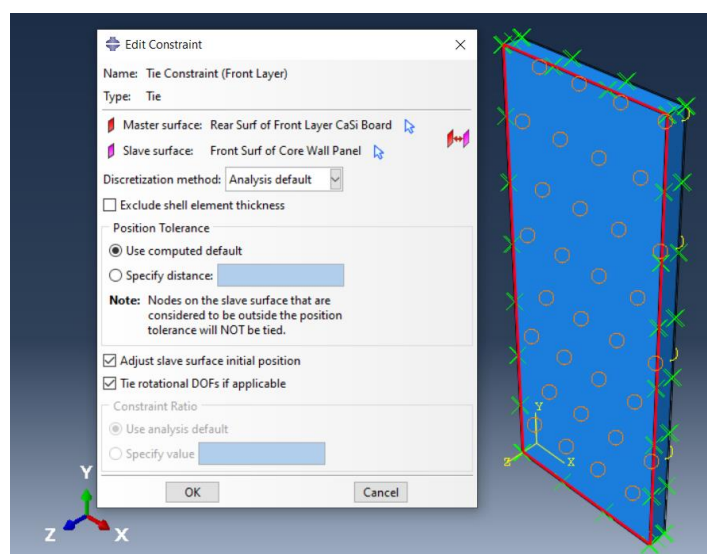 Edit Constraint
Name: Tie Constraint (Front Layer)
Type: Tie
Master surface: Rear Surf of Front Layer CaSi Board
Slave surface: Front Surf of Core Wall Panel
Discretization method: Analysis default
Exclude shell element thickness
Position Tolerance
Use computed default
Specify distance:
Note: Nodes on the slave surface that are
considered to be outside the position
tolerance will NOT be tied.
Adjust slave surface initial position
Tie rotational DOFs if applicable
Constraint Ratio
Use analysis default
Specify value
OK Cancel
Y
Z X
Y
Z X